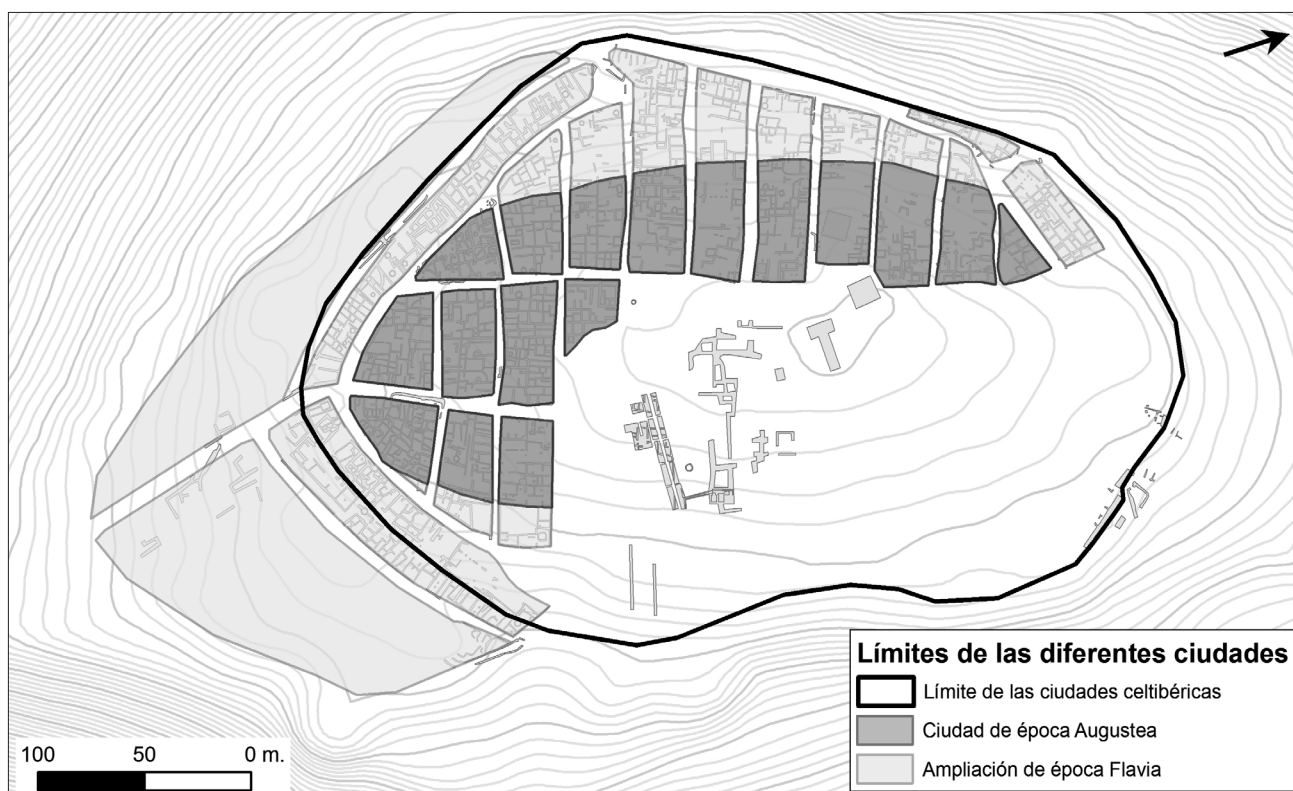 Límites de las diferentes ciudades
Límite de las ciudades celtibéricas
Ciudad de época Augustea
Ampliación de época Flavia
100 50 0 m.